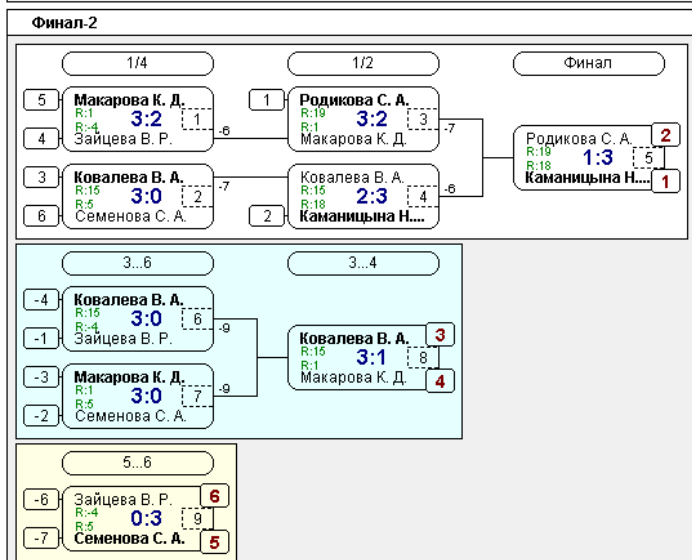 Финал-2
1/4
1/2
Финал
5
Макарова К. Д.
R:1
3:2
1
R:-4
4
Зайцева В. Р.
-6
1
Родикова С. А.
R:19
3:2
3
R:1
Макарова К. Д.
-7
3
Ковалева В. А.
R:15
3:0
2
R:5
6
Семенова С. А.
-7
Ковалева В. А.
R:15
2:3
4
R:18
2
Каманицына Н....
-6
Родикова С. А.
2
R:19
1:3
5
R:18
Каманицына Н....
1
3...6
3...4
-4
Ковалева В. А.
R:15
3:0
6
R:-4
-1
Зайцева В. Р.
-9
-3
Макарова К. Д.
R:1
3:0
7
R:5
-2
Семенова С. А.
-9
Ковалева В. А.
3
R:15
3:1
8
R:1
Макарова К. Д.
4
5...6
-6
Зайцева В. Р.
6
R:-4
0:3
9
R:5
-7
Семенова С. А.
5